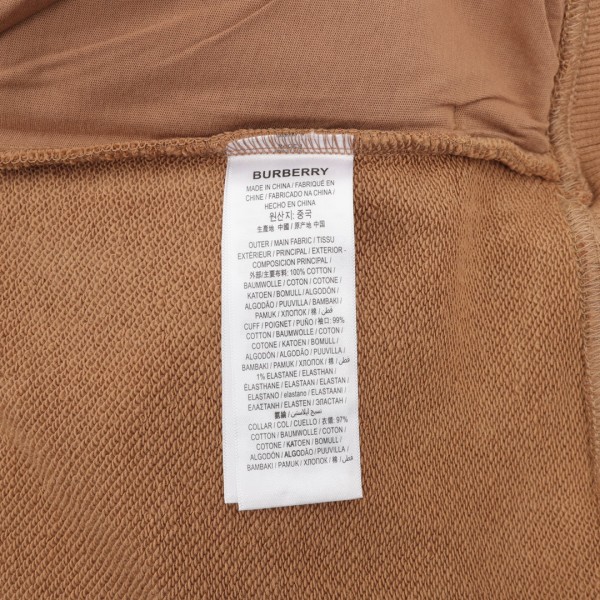 BURBERRY
MADE IN CHINA / FABRIQUÉ EN
CHINE / FABRICADO NA CHINA /
HECHO EN CHINA
원산지: 중국
生產地 中國 / 原产地 中国
OUTER / MAIN FABRIC / TISSU
EXTÉRIEUR / PRINCIPAL / EXTERIOR -
COMPOSICIÓN PRINCIPAL /
外部/主要布料: 100% COTTON /
BAUMWOLLE / COTON / COTONE /
KATOEN / BOMULL / ALGODÓN /
ALGODÃO / PUUVILLA / BAMBAKI /
PAMUK / ХЛОПОК / 棉 / قطن /
CUFF / POIGNET / PUÑO / 袖口: 99%
COTTON / BAUMWOLLE / COTON /
COTONE / KATOEN / BOMULL /
ALGODÓN / ALGODÃO / PUUVILLA /
BAMBAKI / PAMUK / ХЛОПОК / 棉 / قطن /
1% ELASTANE / ELASTHAN /
ELASTHANE / ELASTAAN / ELASTAN /
ELASTANO / elastano / ELASTAANI /
ΕΛΑΣΤΑΝΗ / ELASTEN / ЭЛАСТАН /
نسيج إيلاستي /
COLLAR / COL / CUELLO / 衣領: 97%
COTTON / BAUMWOLLE / COTON /
COTONE / KATOEN / BOMULL /
ALGODÓN / ALGODÃO / PUUVILLA /
BAMBAKI / PAMUK / ХЛОПОК / 棉 / قطن /